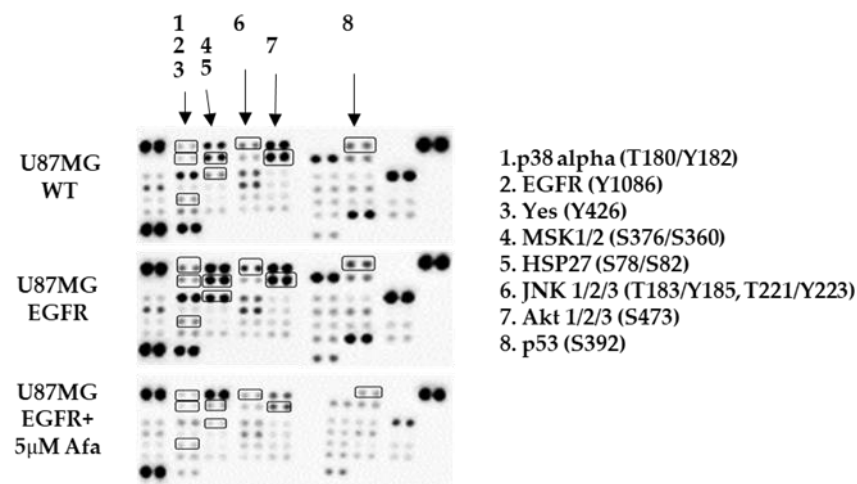 1 6 8
2 4 7
3 5
U87MG
WT
U87MG
EGFR
U87MG
EGFR+
5μM Afa
1.p38 alpha (T180/Y182)
2. EGFR (Y1086)
3. Yes (Y426)
4. MSK1/2 (S376/S360)
5. HSP27 (S78/S82)
6. JNK 1/2/3 (T183/Y185, T221/Y223)
7. Akt 1/2/3 (S473)
8. p53 (S392)